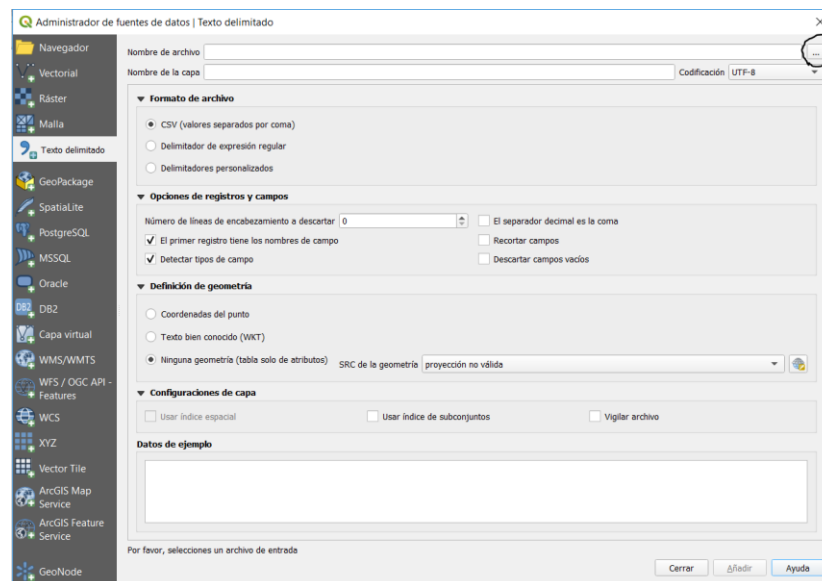 Administrador de fuentes de datos | Texto delimitado
Navegador
Vectorial
Ráster
Malla
Texto delimitado
GeoPackage
SpatiaLite
PostgreSQL
MSSQL
Oracle
DB2
DB2
Capa virtual
WMS/WMTS
WFS / OGC API -
Features
WCS
XYZ
Vector Tile
ArcGIS Map
Service
ArcGIS Feature
Service
GeoNode
Nombre de archivo
...
Nombre de la capa
Codificación UTF-8
Formato de archivo
CSV (valores separados por coma)
Delimitador de expresión regular
Delimitadores personalizados
Opciones de registros y campos
Número de líneas de encabezamiento a descartar 0
El separador decimal es la coma
El primer registro tiene los nombres de campo
Recortar campos
Detectar tipos de campo
Descartar campos vacíos
Definición de geometría
Coordenadas del punto
Texto bien conocido (WKT)
Ninguna geometría (tabla solo de atributos)
SRC de la geometría proyección no válida
Configuraciones de capa
Usar índice espacial
Usar índice de subconjuntos
Vigilar archivo
Datos de ejemplo
Por favor, selecciones un archivo de entrada
Cerrar
Añadir
Ayuda